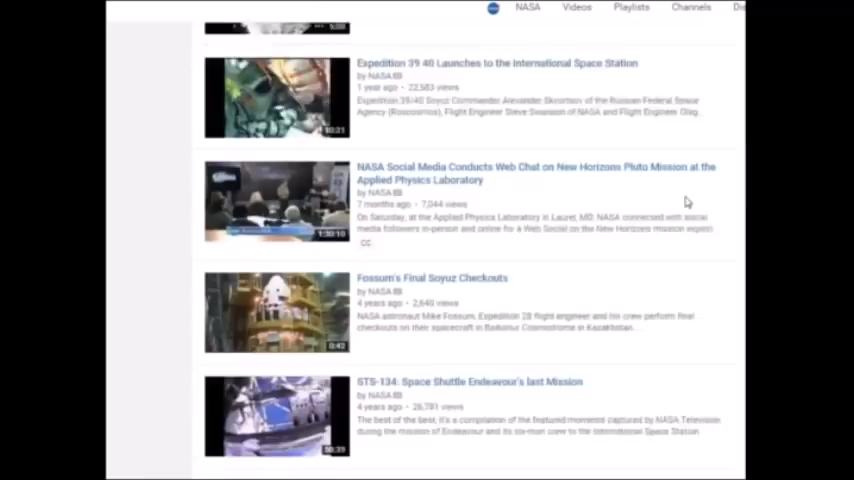 NASA Videos Playlists Channels Dis
Expedition 39 40 Launches to the International Space Station
by NASA
1 year ago • 22,583 views
Expedition 39/40 Soyuz Commander Alexander Skvortsov of the Russian Federal Space
Agency (Roscosmos), Flight Engineer Steve Swanson of NASA and Flight Engineer Oleg...
10:21
NASA Social Media Conducts Web Chat on New Horizons Pluto Mission at the
Applied Physics Laboratory
by NASA
7 months ago • 7,044 views
On Saturday, at the Applied Physics Laboratory in Laurel, MD. NASA connected with social
media followers in-person and online for a Web Social on the New Horizons mission
CC
1:30:10
Fossum's Final Soyuz Checkouts
by NASA
4 years ago • 2,640 views
NASA astronaut Mike Fossum, Expedition 28 flight engineer and his crew perform final
checkouts on their spacecraft in Baikonur Cosmodrome in Kazakhstan...
0:42
STS-134: Space Shuttle Endeavour's last Mission
by NASA
4 years ago • 26,781 views
The best of the best, it's a compilation of the featured moments captured by NASA Television
during the mission of Endeavour and its six-man crew to the International Space Station
50:39